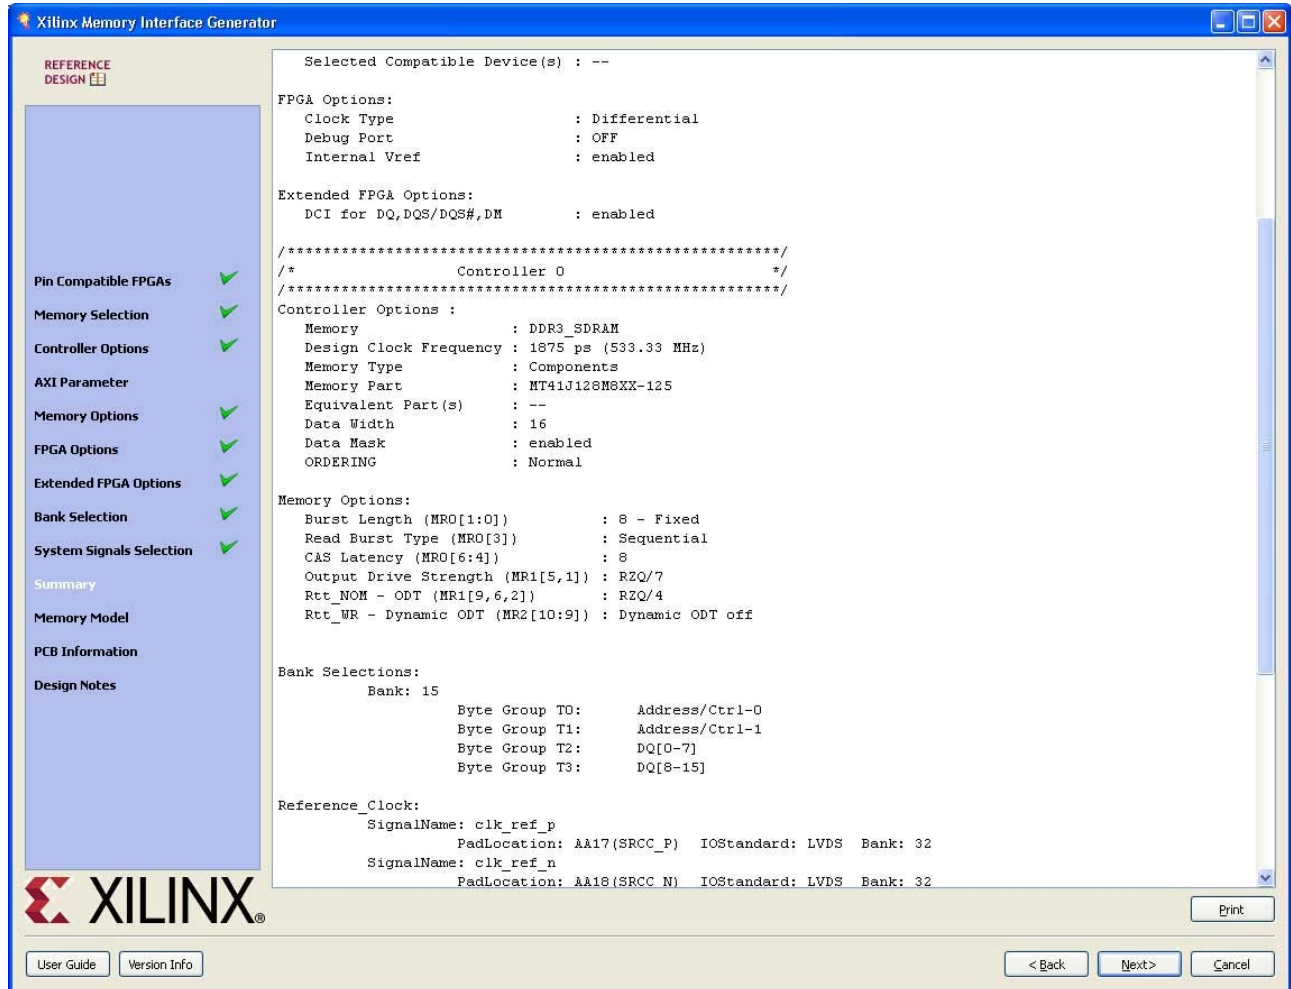 Xilinx Memory Interface Generator
REFERENCE
DESIGN
Pin Compatible FPGAs
Memory Selection
Controller Options
AXI Parameter
Memory Options
FPGA Options
Extended FPGA Options
Bank Selection
System Signals Selection
Summary
Memory Model
PCB Information
Design Notes
XILINX®
Selected Compatible Device(s) : --
FPGA Options:
Clock Type : Differential
Debug Port : OFF
Internal Vref : enabled
Extended FPGA Options:
DCI for DQ,DQS/DQS#,DM : enabled
/*******************************************************/
/* Controller 0 */
/*******************************************************/
Controller Options :
Memory : DDR3_SDRAM
Design Clock Frequency : 1875 ps (533.33 MHz)
Memory Type : Components
Memory Part : MT41J128M8XX-125
Equivalent Part(s) : --
Data Width : 16
Data Mask : enabled
ORDERING : Normal
Memory Options:
Burst Length (MR0[1:0]) : 8 - Fixed
Read Burst Type (MR0[3]) : Sequential
CAS Latency (MR0[6:4]) : 8
Output Drive Strength (MR1[5,1]) : RZQ/7
Rtt_NOM - ODT (MR1[9,6,2]) : RZQ/4
Rtt_WR - Dynamic ODT (MR2[10:9]) : Dynamic ODT off
Bank Selections:
Bank: 15
Byte Group T0: Address/Ctrl-0
Byte Group T1: Address/Ctrl-1
Byte Group T2: DQ[0-7]
Byte Group T3: DQ[8-15]
Reference_Clock:
SignalName: clk_ref_p
PadLocation: AA17(SRCC_P) IOStandard: LVDS Bank: 32
SignalName: clk_ref_n
PadLocation: AA18(SRCC_N) IOStandard: LVDS Bank: 32
Print
User Guide
Version Info
< Back
Next>
Cancel